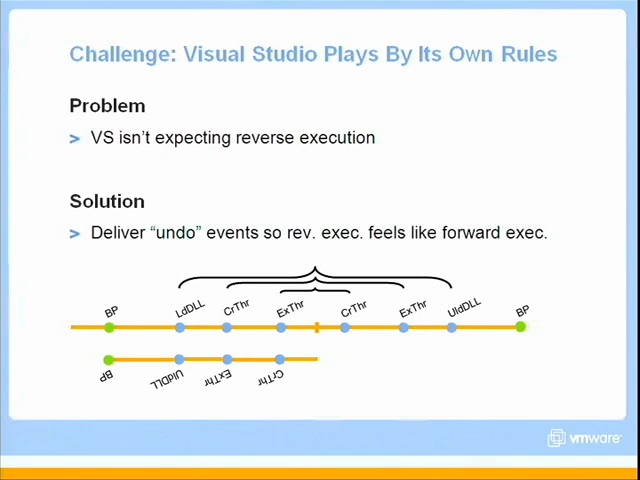 Challenge: Visual Studio Plays By Its Own Rules
Problem
> VS isn't expecting reverse execution
Solution
> Deliver "undo" events so rev. exec. feels like forward exec.
BP LdDLL CrThr ExThr CrThr ExThr UldDLL BP
BP UldDLL ExThr CrThr
vmware